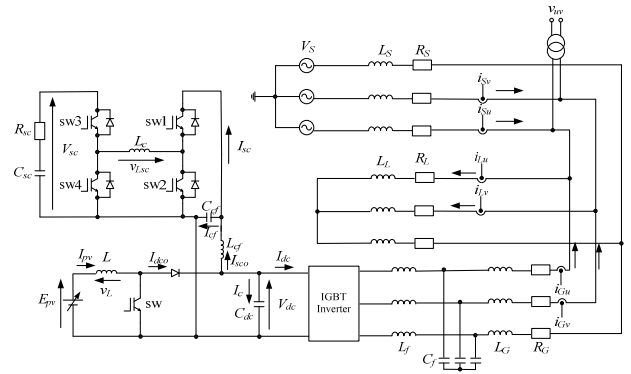 v_uv
V_S
L_S
R_S
i_Sv
i_Su
sw3
sw1
R_sc
V_sc
L_c
I_sc
v_Lsc
C_sc
sw4
sw2
L_L
R_L
i_Lu
i_Lv
C_cf
I_cf
L_cf
I_pv
L
I_dco
I_sco
I_dc
v_L
I_c
E_pv
sw
C_dc
V_dc
IGBT
Inverter
i_Gu
i_Gv
L_f
C_f
L_G
R_G